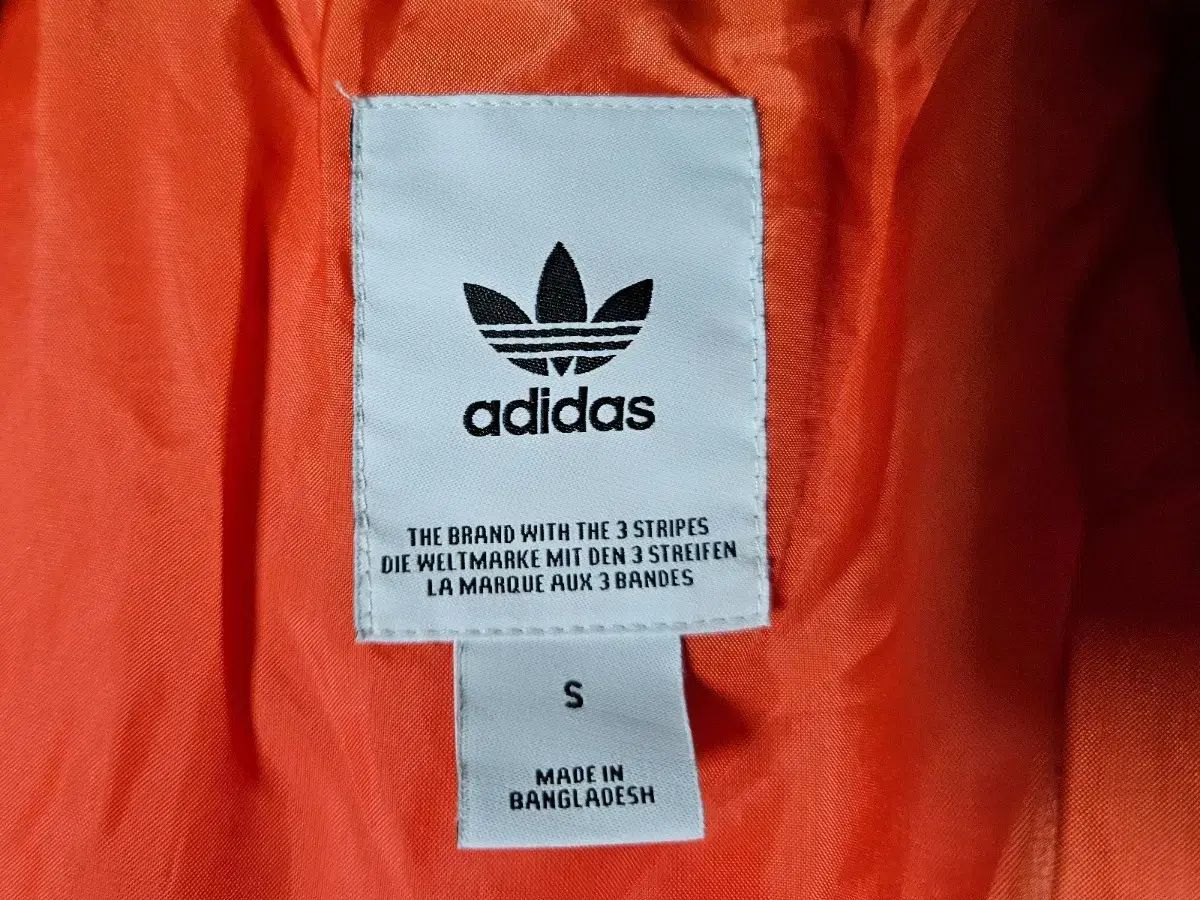 adidas
THE BRAND WITH THE 3 STRIPES
DIE WELTMARKE MIT DEN 3 STREIFEN
LA MARQUE AUX 3 BANDES
S
MADE IN
BANGLADESH